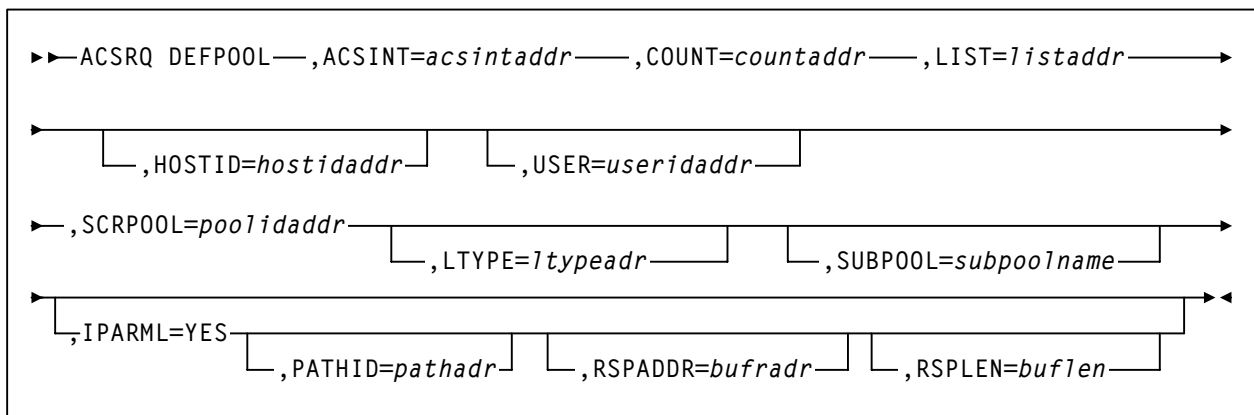 ACSRQ DEFPOOL ,ACSINT=acsintaddr ,COUNT=countaddr ,LIST=listaddr
,HOSTID=hostidaddr ,USER=useridaddr
,SCRPOOL=poolidaddr
,LTYPE=ltypeadr ,SUBPOOL=subpoolname
,IPARML=YES
,PATHID=pathadr ,RSPADDR=bufradr ,RSPLEN=buflen